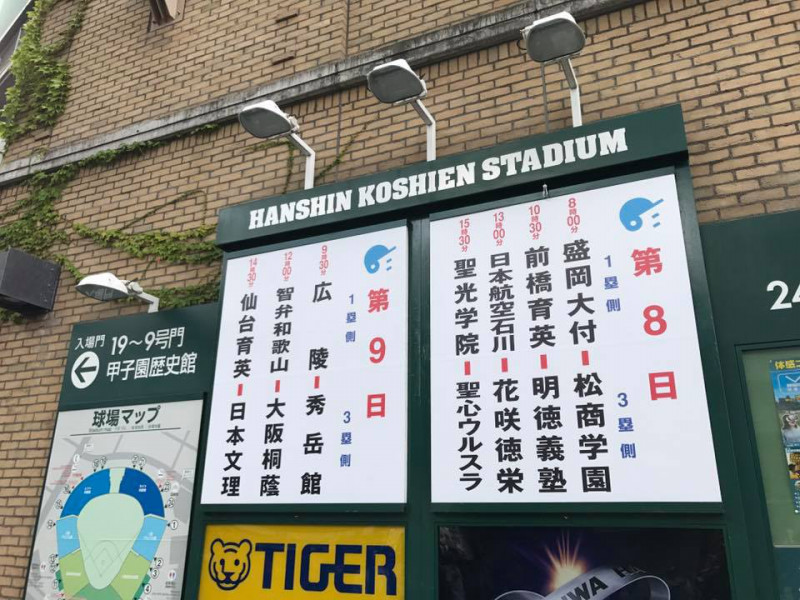 HANSHIN KOSHIEN STADIUM
第8日
1塁側
3塁側
8時00分
盛岡大付ー松商学園
10時30分
前橋育英ー明徳義塾
13時00分
日本航空石川ー花咲徳栄
15時30分
聖光学院ー聖心ウルスラ
第9日
1塁側
3塁側
9時30分
広陵ー秀岳館
12時00分
智弁和歌山ー大阪桐蔭
14時30分
仙台育英ー日本文理
入場門 19〜9号門
甲子園歴史館
球場マップ
TIGER
24